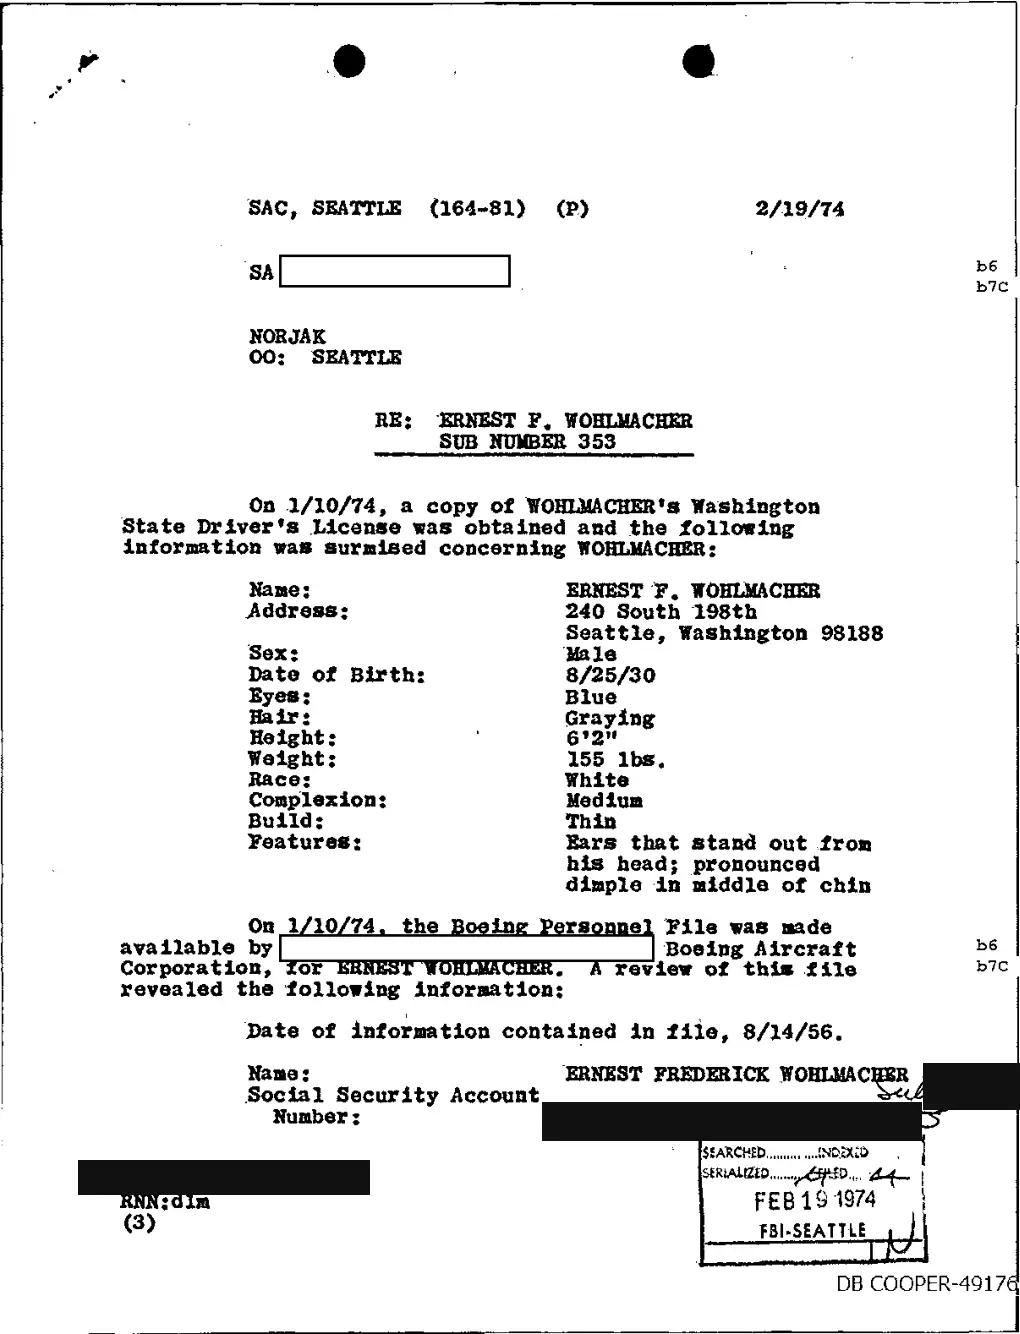 SAC, SEATTLE (164-81) (P) 2/19/74
SA
b6
b7C
NORJAK
OO: SEATTLE
RE: ERNEST F. WOHLMACHER
SUB NUMBER 353
On 1/10/74, a copy of WOHLMACHER's Washington
State Driver's License was obtained and the following
information was surmised concerning WOHLMACHER:
Name: ERNEST F. WOHLMACHER
Address: 240 South 198th
Seattle, Washington 98188
Sex: Male
Date of Birth: 8/25/30
Eyes: Blue
Hair: Graying
Height: 6'2"
Weight: 155 lbs.
Race: White
Complexion: Medium
Build: Thin
Features: Ears that stand out from
his head; pronounced
dimple in middle of chin
On 1/10/74, the Boeing Personnel File was made
available by Boeing Aircraft
b6
Corporation, for ERNEST WOHLMACHER. A review of this file
b7C
revealed the following information:
Date of information contained in file, 8/14/56.
Name: ERNEST FREDERICK WOHLMACHER
Social Security Account
Number:
SEARCHED..........INDEXED
SERIALIZED.........FILED....
RNN:dlm
FEB 19 1974
(3)
FBI-SEATTLE
DB COOPER-49176